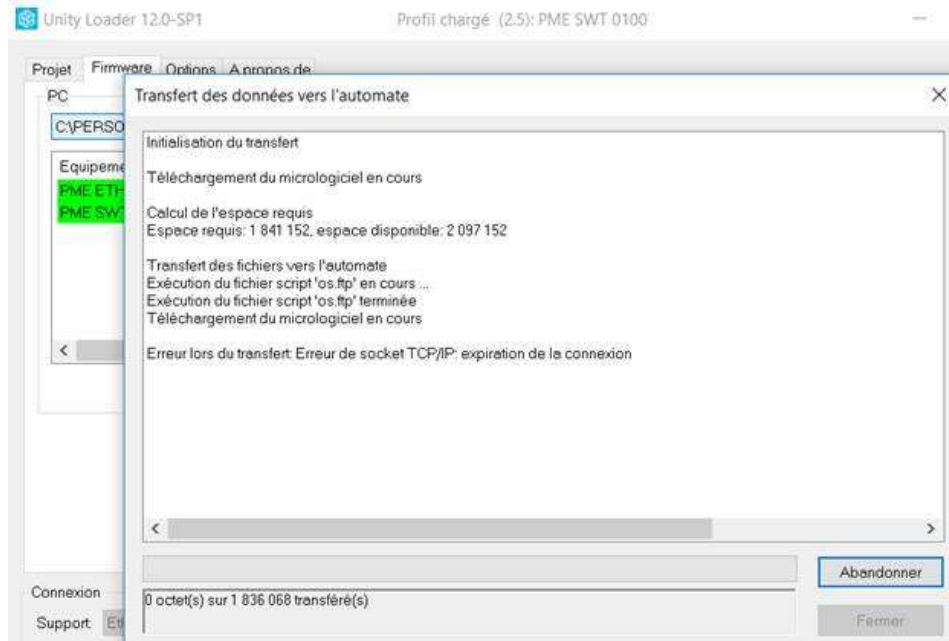 Unity Loader 12.0-SP1
Profil chargé (2.5): PME SWT 0100
Projet Firmware Options A propos de
PC
Transfert des données vers l'automate
C:\PERSO
Equipeme
PME ETH
PME SWT
Initialisation du transfert
Téléchargement du micrologiciel en cours
Calcul de l'espace requis
Espace requis: 1 841 152, espace disponible: 2 097 152
Transfert des fichiers vers l'automate
Exécution du fichier script 'os.ftp' en cours ...
Exécution du fichier script 'os.ftp' terminée
Téléchargement du micrologiciel en cours
Erreur lors du transfert: Erreur de socket TCP/IP: expiration de la connexion
Abandonner
0 octet(s) sur 1 836 068 transféré(s)
Fermer
Connexion
Support Et